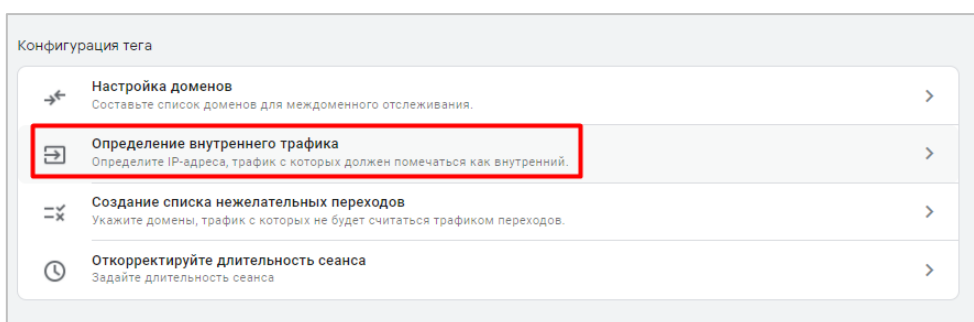 Конфигурация тега
Настройка доменов
Составьте список доменов для междоменного отслеживания.
Определение внутреннего трафика
Определите IP-адреса, трафик с которых должен помечаться как внутренний.
Создание списка нежелательных переходов
Укажите домены, трафик с которых не будет считаться трафиком переходов.
Откорректируйте длительность сеанса
Задайте длительность сеанса